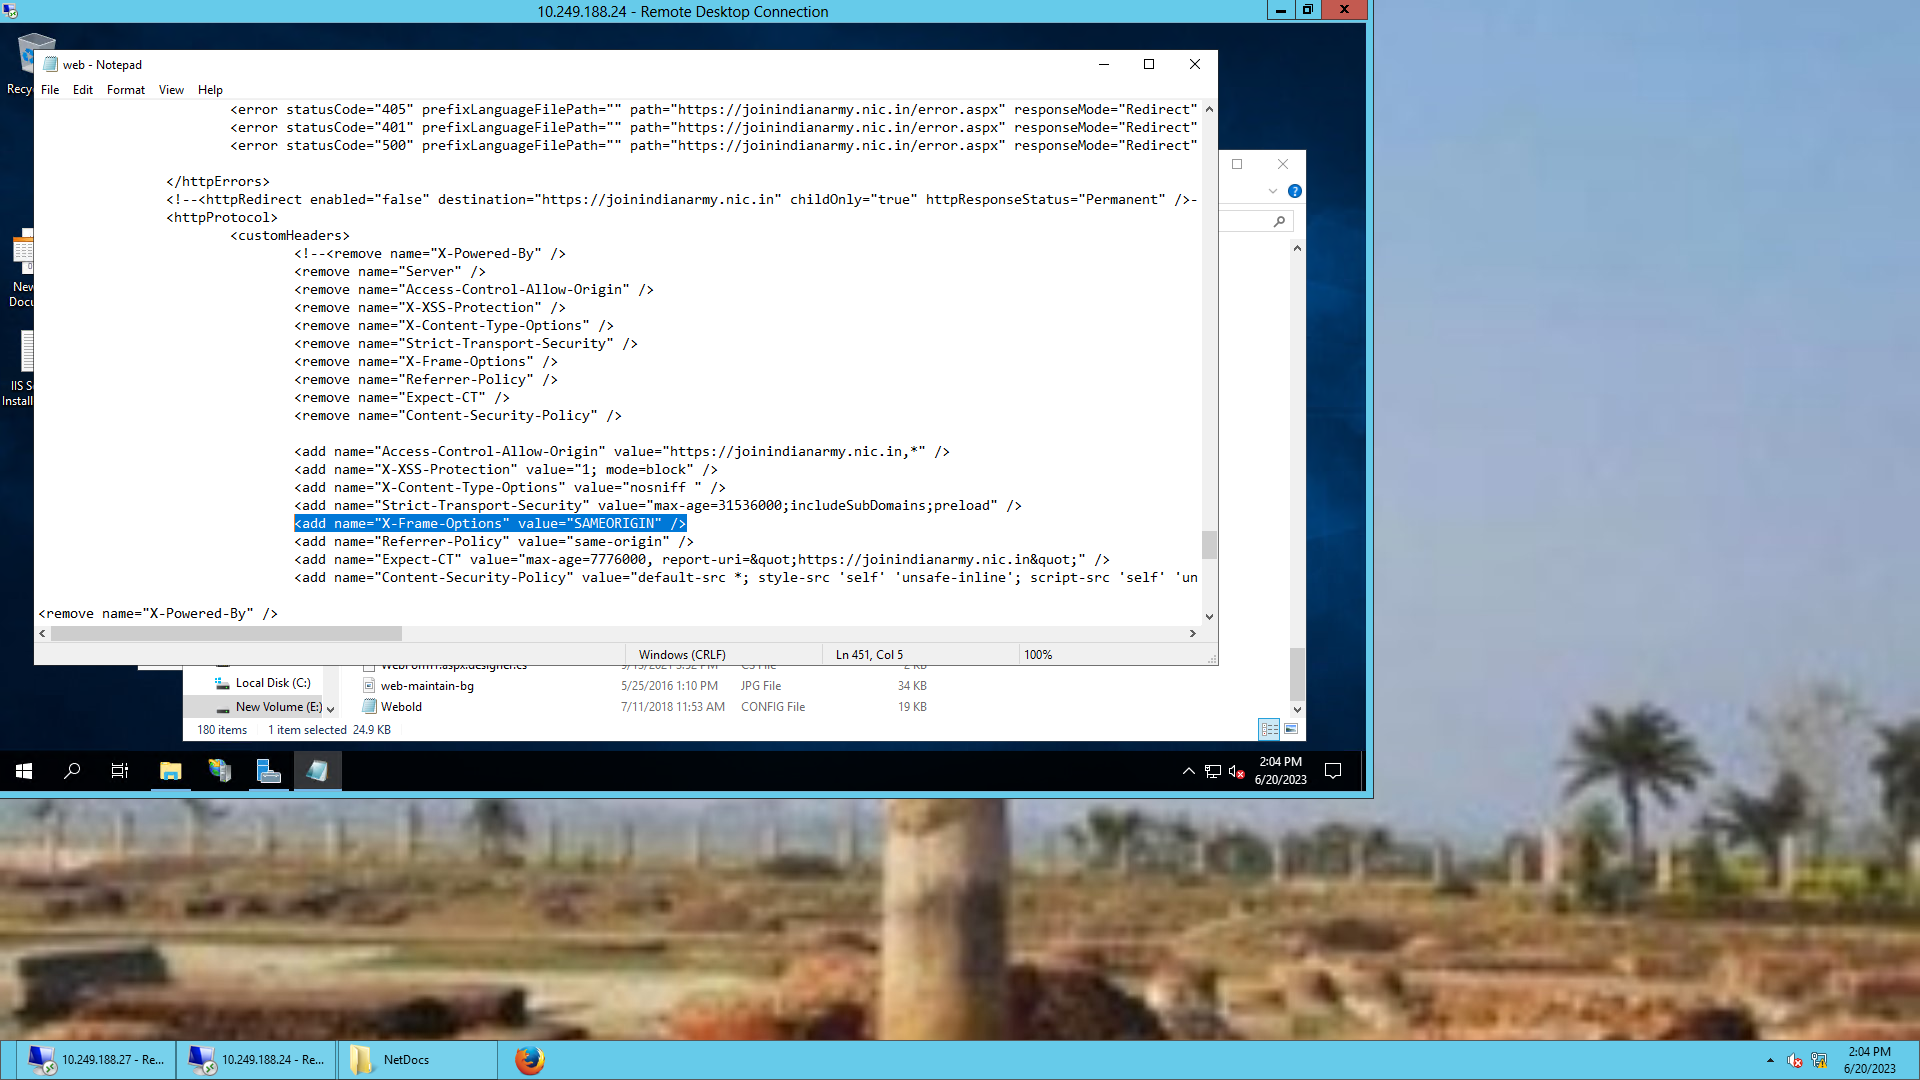 10.249.188.24 - Remote Desktop Connection
web - Notepad
File Edit Format View Help
<error statusCode="405" prefixLanguageFilePath="" path="https://joinindianarmy.nic.in/error.aspx" responseMode="Redirect"
<error statusCode="401" prefixLanguageFilePath="" path="https://joinindianarmy.nic.in/error.aspx" responseMode="Redirect"
<error statusCode="500" prefixLanguageFilePath="" path="https://joinindianarmy.nic.in/error.aspx" responseMode="Redirect"
</httpErrors>
<!--<httpRedirect enabled="false" destination="https://joinindianarmy.nic.in" childOnly="true" httpResponseStatus="Permanent" />-
<httpProtocol>
<customHeaders>
<!--<remove name="X-Powered-By" />
<remove name="Server" />
<remove name="Access-Control-Allow-Origin" />
<remove name="X-XSS-Protection" />
<remove name="X-Content-Type-Options" />
<remove name="Strict-Transport-Security" />
<remove name="X-Frame-Options" />
<remove name="Referrer-Policy" />
<remove name="Expect-CT" />
<remove name="Content-Security-Policy" />
<add name="Access-Control-Allow-Origin" value="https://joinindianarmy.nic.in,*" />
<add name="X-XSS-Protection" value="1; mode=block" />
<add name="X-Content-Type-Options" value="nosniff " />
<add name="Strict-Transport-Security" value="max-age=31536000;includeSubDomains;preload" />
<add name="X-Frame-Options" value="SAMEORIGIN" />
<add name="Referrer-Policy" value="same-origin" />
<add name="Expect-CT" value="max-age=7776000, report-uri=&quot;https://joinindianarmy.nic.in&quot;" />
<add name="Content-Security-Policy" value="default-src *; style-src 'self' 'unsafe-inline'; script-src 'self' 'un
<remove name="X-Powered-By" />
Windows (CRLF) Ln 451, Col 5 100%
Recy
New
Docu
IIS S
Install
WebForm1.aspx.designer.cs
Local Disk (C:) web-maintain-bg 5/25/2016 1:10 PM JPG File 34 KB
New Volume (E:) Webold 7/11/2018 11:53 AM CONFIG File 19 KB
180 items 1 item selected 24.9 KB
2:04 PM
6/20/2023
10.249.188.27 - Re... 10.249.188.24 - Re... NetDocs
2:04 PM
6/20/2023